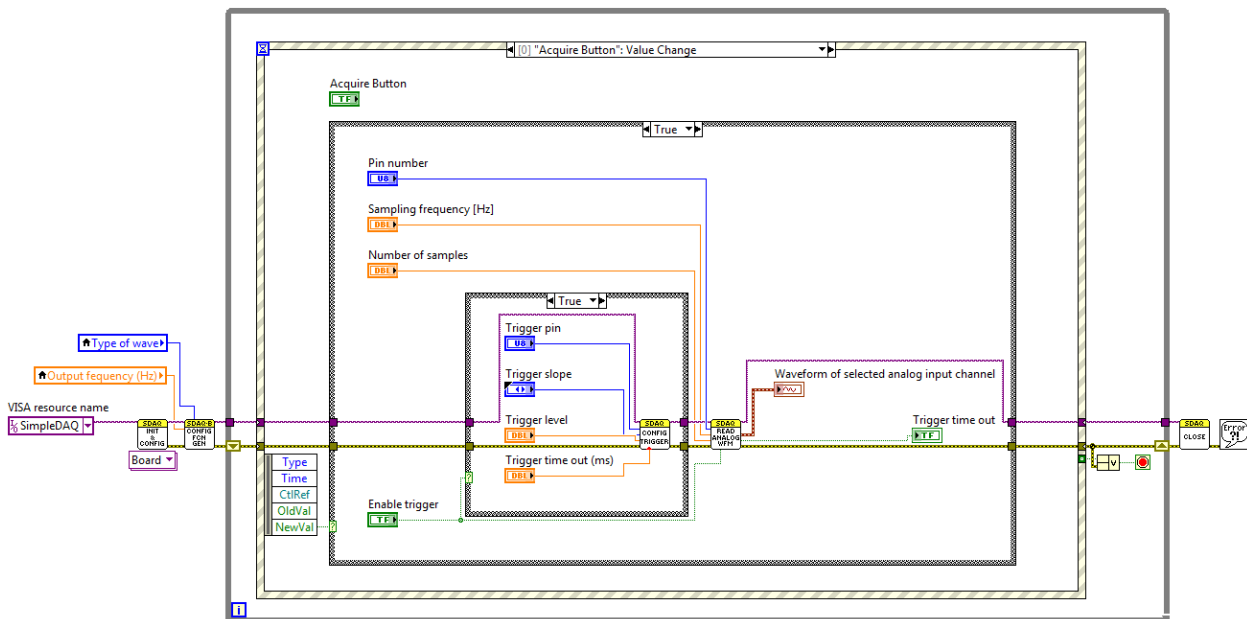 [0] "Acquire Button": Value Change
Acquire Button
TF
True
Pin number
U8
Sampling frequency [Hz]
DBL
Number of samples
DBL
True
Trigger pin
U8
Trigger slope
Trigger level
DBL
Trigger time out (ms)
DBL
Enable trigger
TF
Type of wave
Output fequency (Hz)
VISA resource name
I/O SimpleDAQ
SDAQ
INIT
&
CONFIG
Board
SDAQ-B
CONFIG
FCN
GEN
Type
Time
CtlRef
OldVal
NewVal
?
?
SDAQ
CONFIG
TRIGGER
SDAQ
READ
ANALOG
WFM
Waveform of selected analog input channel
Trigger time out
TF
SDAQ
CLOSE
Error
?!
i